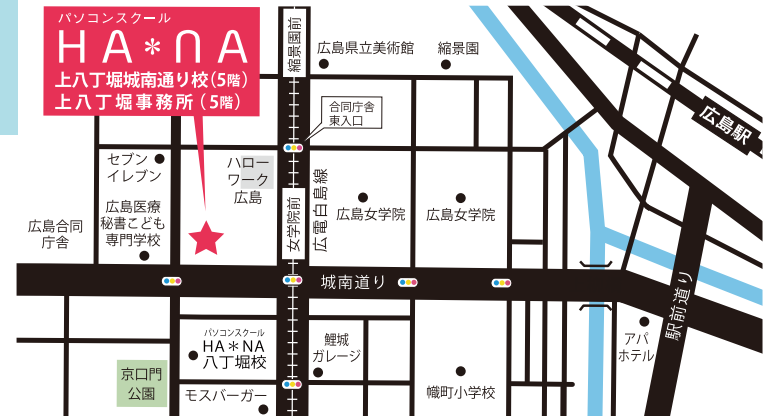 パソコンスクール
HA*NA
上八丁堀城南通り校(5階)
上八丁堀事務所(5階)
縮景園前
広島県立美術館
縮景園
合同庁舎
東入口
広島駅
セブン
イレブン
ハロー
ワーク
広島
広電白島線
女学院前
広島女学院
広島女学院
広島医療
秘書こども
専門学校
広島合同
庁舎
城南道り
駅前道り
パソコンスクール
HA*NA
八丁堀校
鯉城
ガレージ
アパ
ホテル
京口門
公園
モスバーガー
幟町小学校